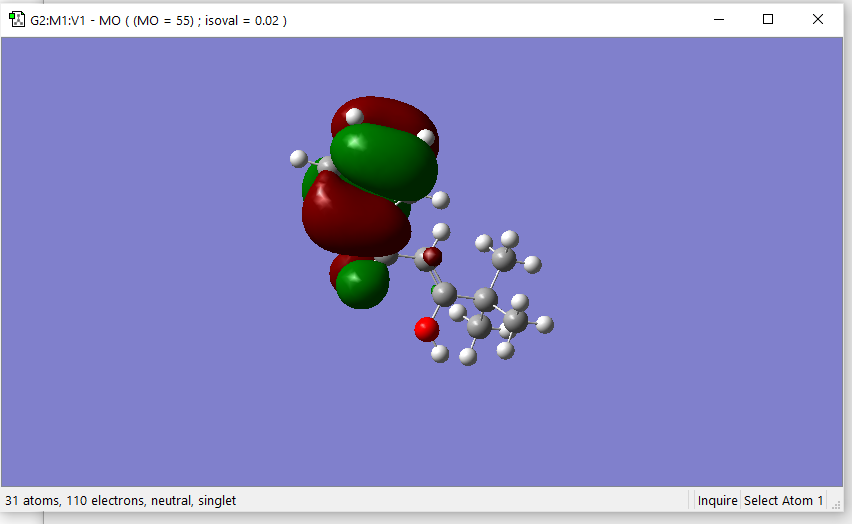 G2:M1:V1 - MO ( (MO = 55) ; isoval = 0.02 )
31 atoms, 110 electrons, neutral, singlet
Inquire Select Atom 1